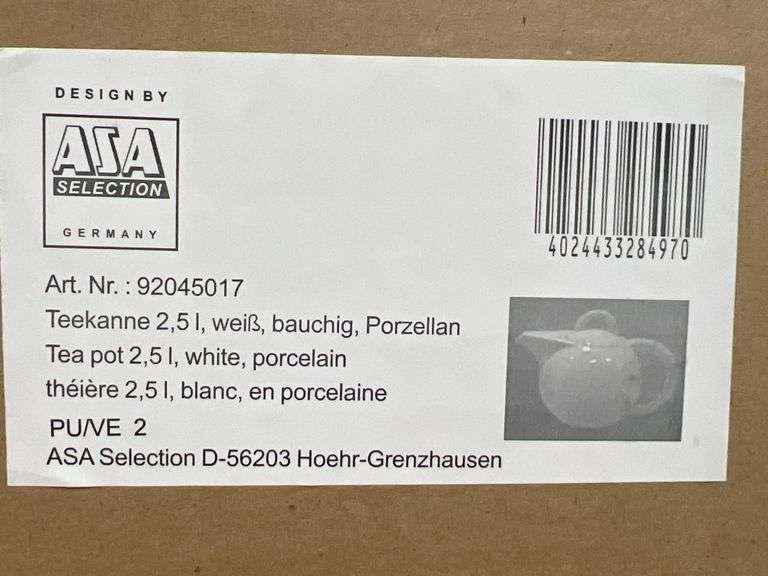 DESIGN BY
ASA
SELECTION
GERMANY
4024433284970
Art. Nr. : 92045017
Teekanne 2,5 l, weiß, bauchig, Porzellan
Tea pot 2,5 l, white, porcelain
théière 2,5 l, blanc, en porcelaine
PU/VE 2
ASA Selection D-56203 Hoehr-Grenzhausen